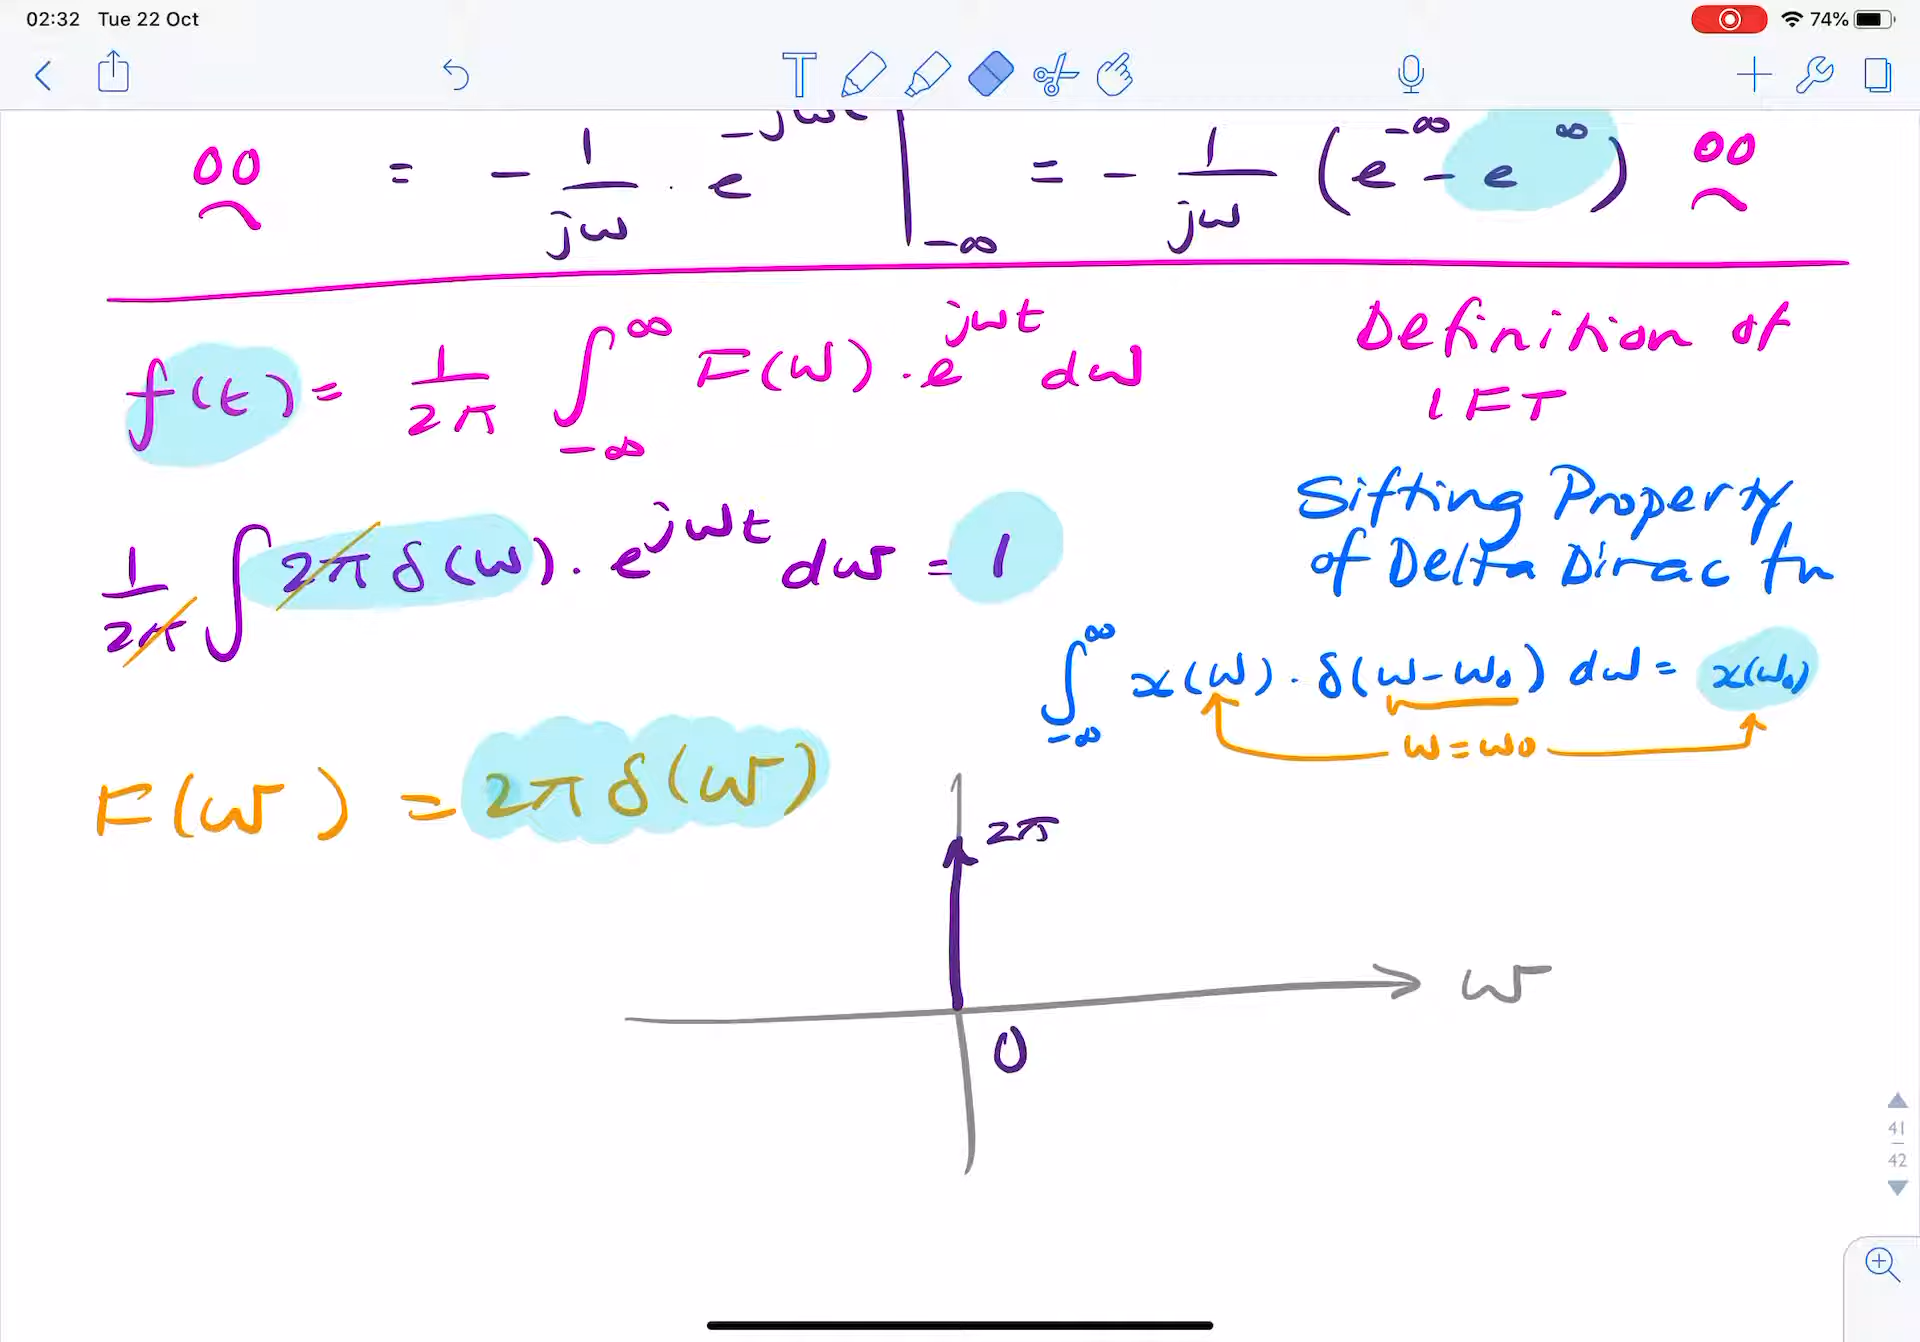 02:32 Tue 22 Oct 74%
T
= - 1/jω · e^-jωt |_-∞ = - 1/jω (e^-∞ - e^∞)
f(t) = 1/2π ∫_-∞^∞ F(ω) · e^jωt dω
Definition of
IFT
1/2π ∫ 2π δ(ω) · e^jωt dω = 1
Sifting Property
of Delta Dirac fn
∫_-∞^∞ x(ω) · δ(ω - ω0) dω = x(ω0)
ω = ω0
F(ω) = 2π δ(ω)
2π
ω
0
41
42